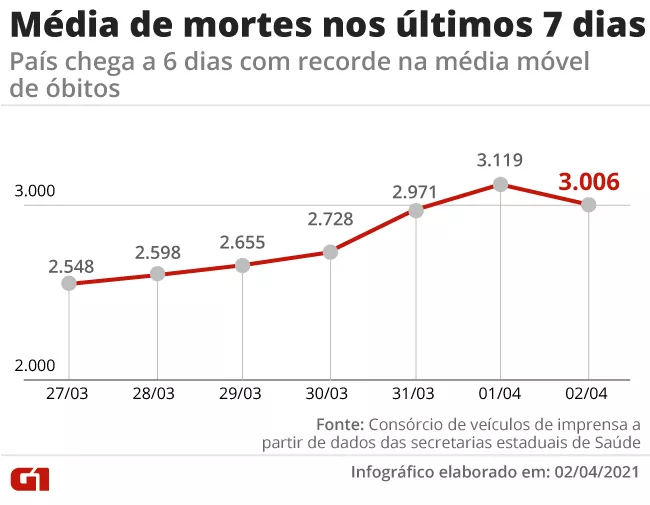 Média de mortes nos últimos 7 dias
País chega a 6 dias com recorde na média móvel
de óbitos
3.119
3.000
3.006
2.971
2.728
2.655
2.598
2.548
2.000
27/03 28/03 29/03 30/03 31/03 01/04 02/04
Fonte: Consórcio de veículos de imprensa a
partir de dados das secretarias estaduais de Saúde
G1
Infográfico elaborado em: 02/04/2021